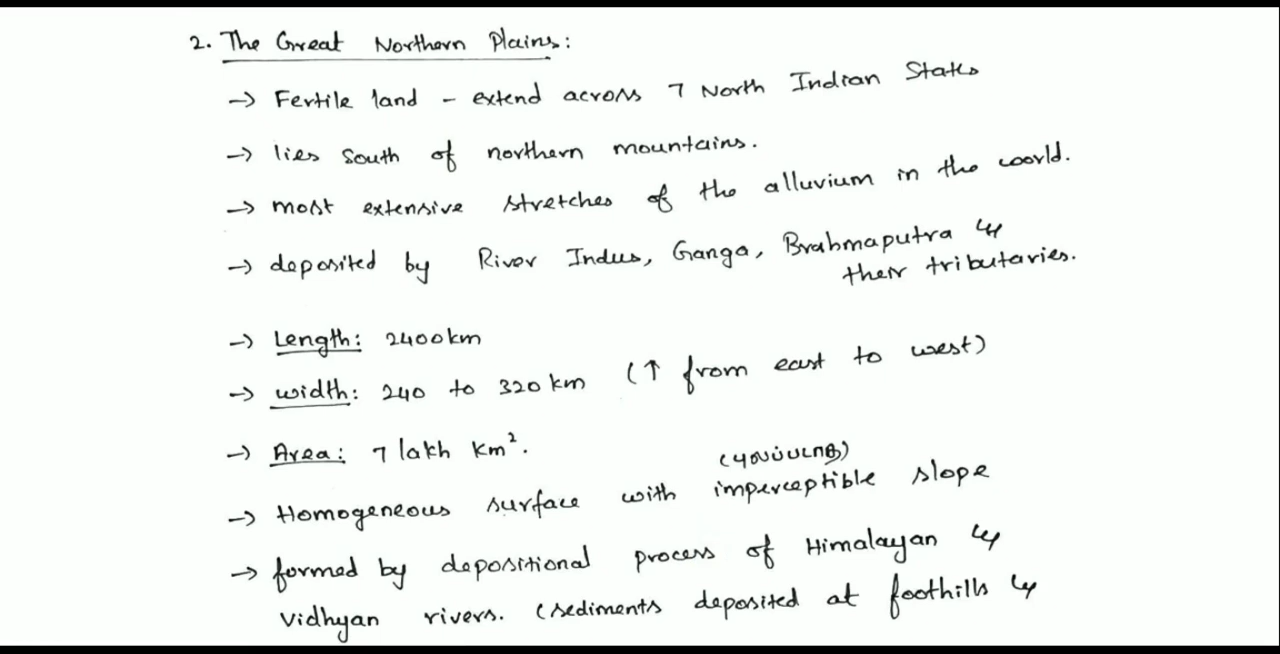 2. The Great Northern Plains:
→ Fertile land - extend across 7 North Indian States
→ lies south of northern mountains.
→ most extensive stretches of the alluvium in the world.
→ deposited by River Indus, Ganga, Brahmaputra &
their tributaries.
→ Length: 2400km
→ width: 240 to 320 km (↑ from east to west)
→ Area: 7 lakh km².
(புலப்படாத)
→ Homogeneous surface with imperceptible slope
→ formed by depositional process of Himalayan &
Vidhyan rivers. (sediments deposited at foothills &